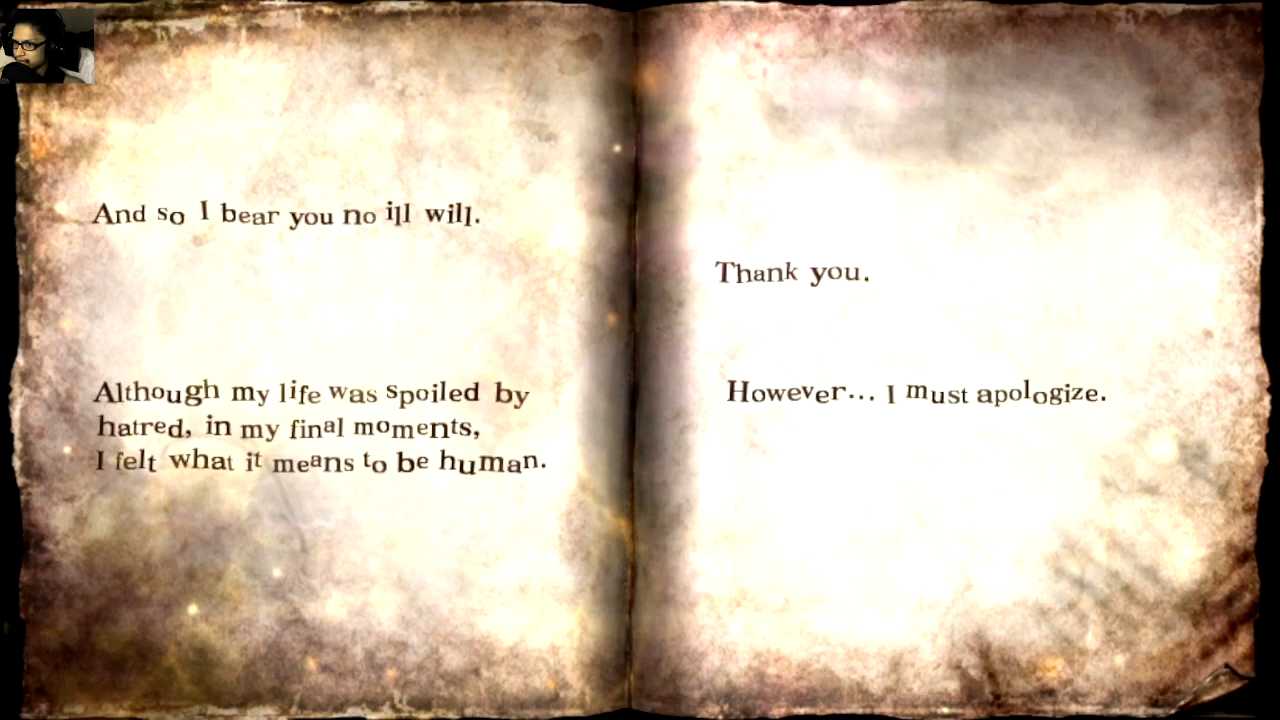 And so I bear you no ill will.
Although my life was spoiled by
hatred, in my final moments,
I felt what it means to be human.
Thank you.
However... I must apologize.